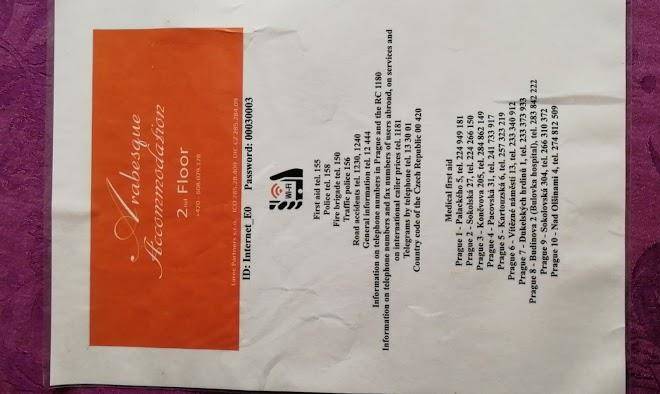 Arabesque
Accommodation
2nd Floor
+420 - 608 074 178
ID: Internet_E0 Password: 00030003
Wi-Fi
First aid tel. 155
Police tel. 158
Fire brigade tel. 150
Traffic police 156
Road accidents tel. 1230, 1240
General information tel. 12 444
Information on telephone numbers in Prague and the RC 1180
Information on telephone numbers and fax numbers of users abroad, on services and
on international caller prices tel. 1181
Telegrams by telephone tel. 13 30 01
Country code of the Czech Republic 00 420
Medical first aid
Prague 1 - Palackého 5, tel. 224 949 181
Prague 2 - Sokolská 27, tel. 224 266 150
Prague 3 - Koněvova 205, tel. 284 862 149
Prague 4 - Pacovská 31, tel. 241 733 917
Prague 5 - Kartouzská 6, tel. 257 323 219
Prague 6 - Vítězné náměstí 13, tel. 233 340 912
Prague 7 - Dukelských hrdinů 1, tel. 233 373 933
Prague 8 - Budínova 2 (Bulovka hospital), tel. 283 842 222
Prague 9 - Sokolovská 304, tel. 266 310 372
Prague 10 - Nad Olšinami 4, tel. 274 812 509